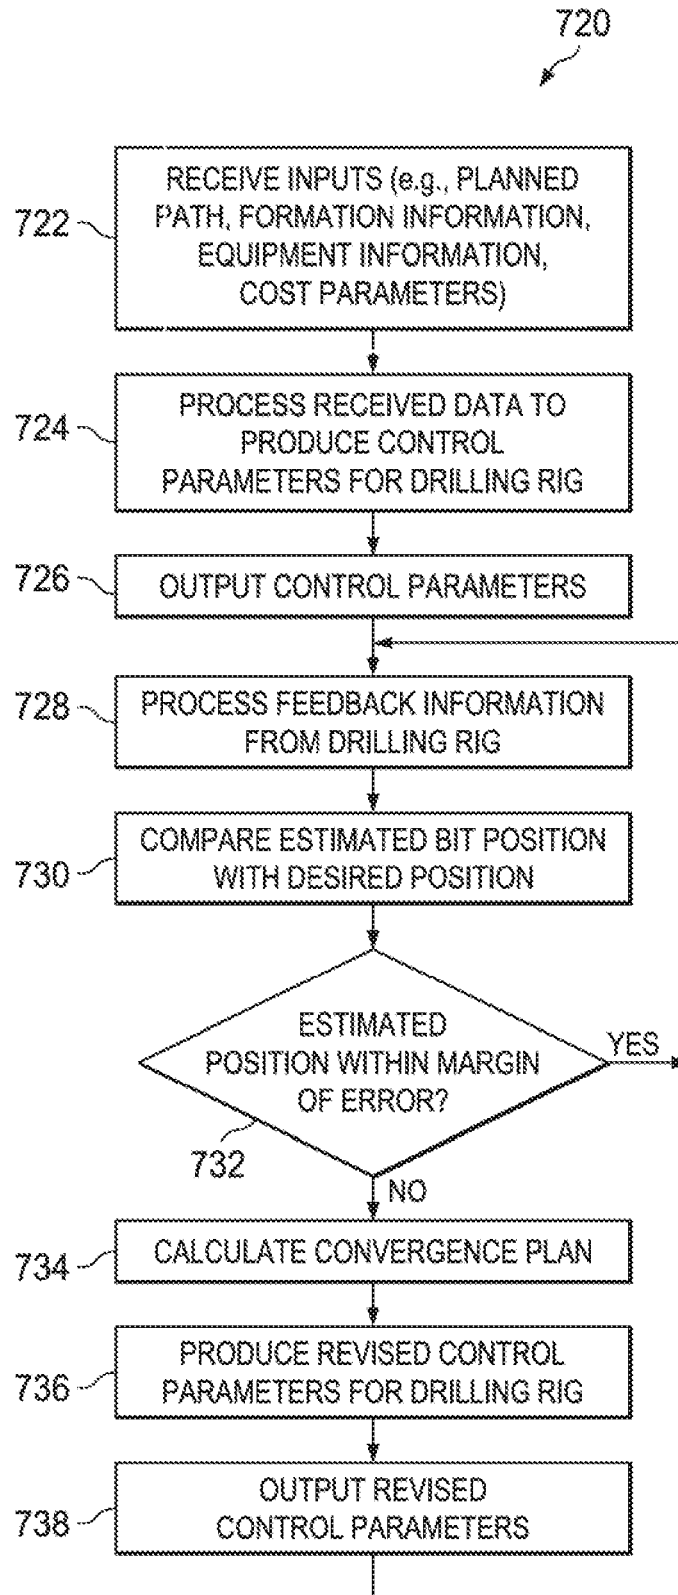 720
RECEIVE INPUTS (e.g., PLANNED
PATH, FORMATION INFORMATION,
EQUIPMENT INFORMATION,
COST PARAMETERS)
722
PROCESS RECEIVED DATA TO
PRODUCE CONTROL
PARAMETERS FOR DRILLING RIG
724
OUTPUT CONTROL PARAMETERS
726
PROCESS FEEDBACK INFORMATION
FROM DRILLING RIG
728
COMPARE ESTIMATED BIT POSITION
WITH DESIRED POSITION
730
ESTIMATED
POSITION WITHIN MARGIN
OF ERROR?
YES
732
NO
CALCULATE CONVERGENCE PLAN
734
PRODUCE REVISED CONTROL
PARAMETERS FOR DRILLING RIG
736
OUTPUT REVISED
CONTROL PARAMETERS
738